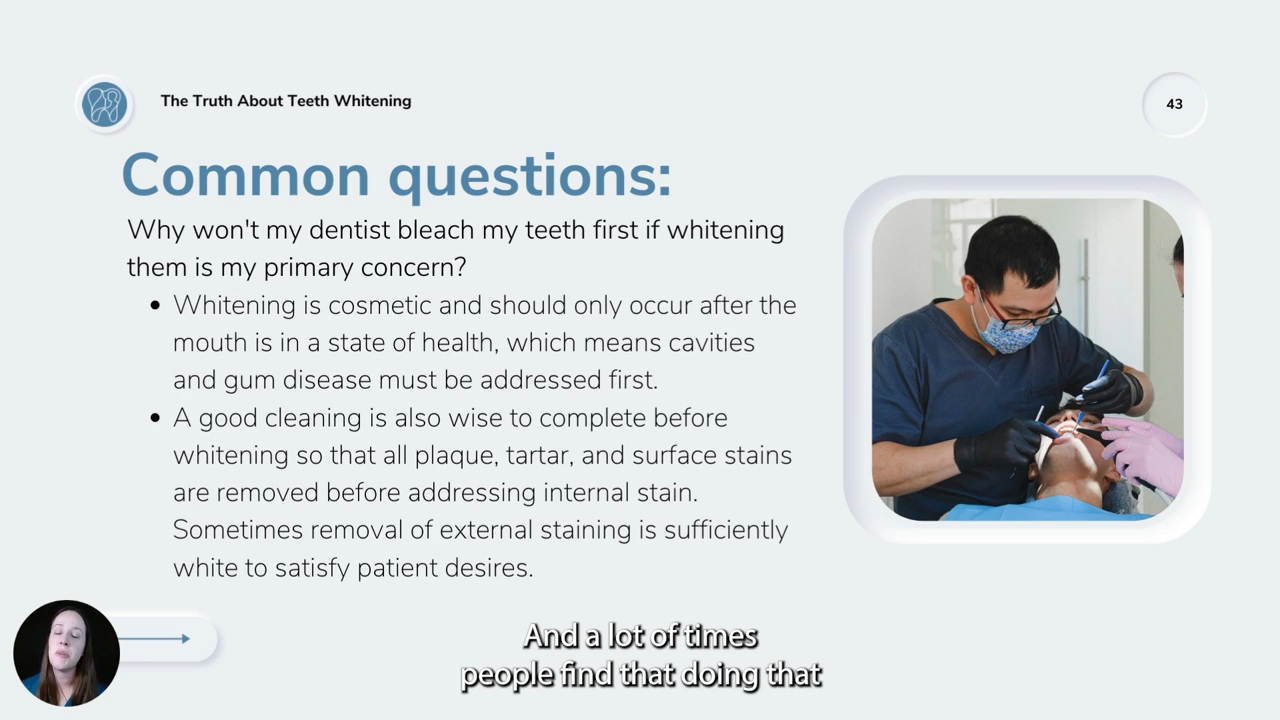 The Truth About Teeth Whitening
43
Common questions:
Why won't my dentist bleach my teeth first if whitening
them is my primary concern?
• Whitening is cosmetic and should only occur after the
mouth is in a state of health, which means cavities
and gum disease must be addressed first.
• A good cleaning is also wise to complete before
whitening so that all plaque, tartar, and surface stains
are removed before addressing internal stain.
Sometimes removal of external staining is sufficiently
white to satisfy patient desires.
And a lot of times
people find that doing that